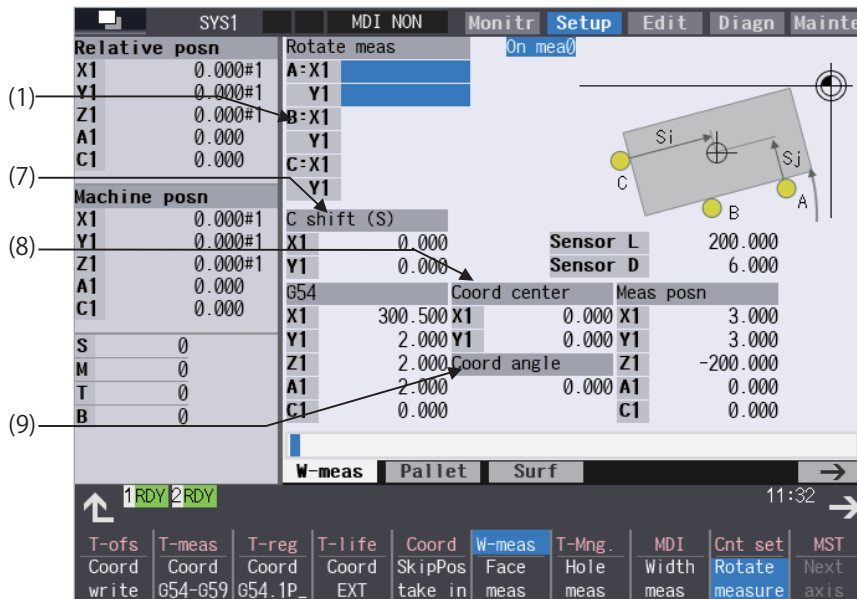 SYS1 MDI NON Monitr Setup Edit Diagn Mainte
Relative posn
X1 0.000#1
Y1 0.000#1
Z1 0.000#1
A1 0.000
C1 0.000
Machine posn
X1 0.000#1
Y1 0.000#1
Z1 0.000#1
A1 0.000
C1 0.000
S 0
M 0
T 0
B 0
Rotate meas On mea0
A=X1
Y1
B=X1
Y1
C=X1
Y1
Si
Sj
C
B
A
C shift (S)
X1 0.000
Y1 0.000
Sensor L 200.000
Sensor D 6.000
G54
X1 300.500
Y1 2.000
Z1 2.000
A1 2.000
C1 0.000
Coord center
X1 0.000
Y1 0.000
Coord angle
0.000
Meas posn
X1 3.000
Y1 3.000
Z1 -200.000
A1 0.000
C1 0.000
(1)
(7)
(8)
(9)
W-meas Pallet Surf
1 RDY 2 RDY 11:32
T-ofs T-meas T-reg T-life Coord W-meas T-Mng. MDI Cnt set MST
Coord Coord Coord Coord SkipPos Face Hole Width Rotate Next
write G54-G59 G54.1P_ EXT take in meas meas meas measure axis